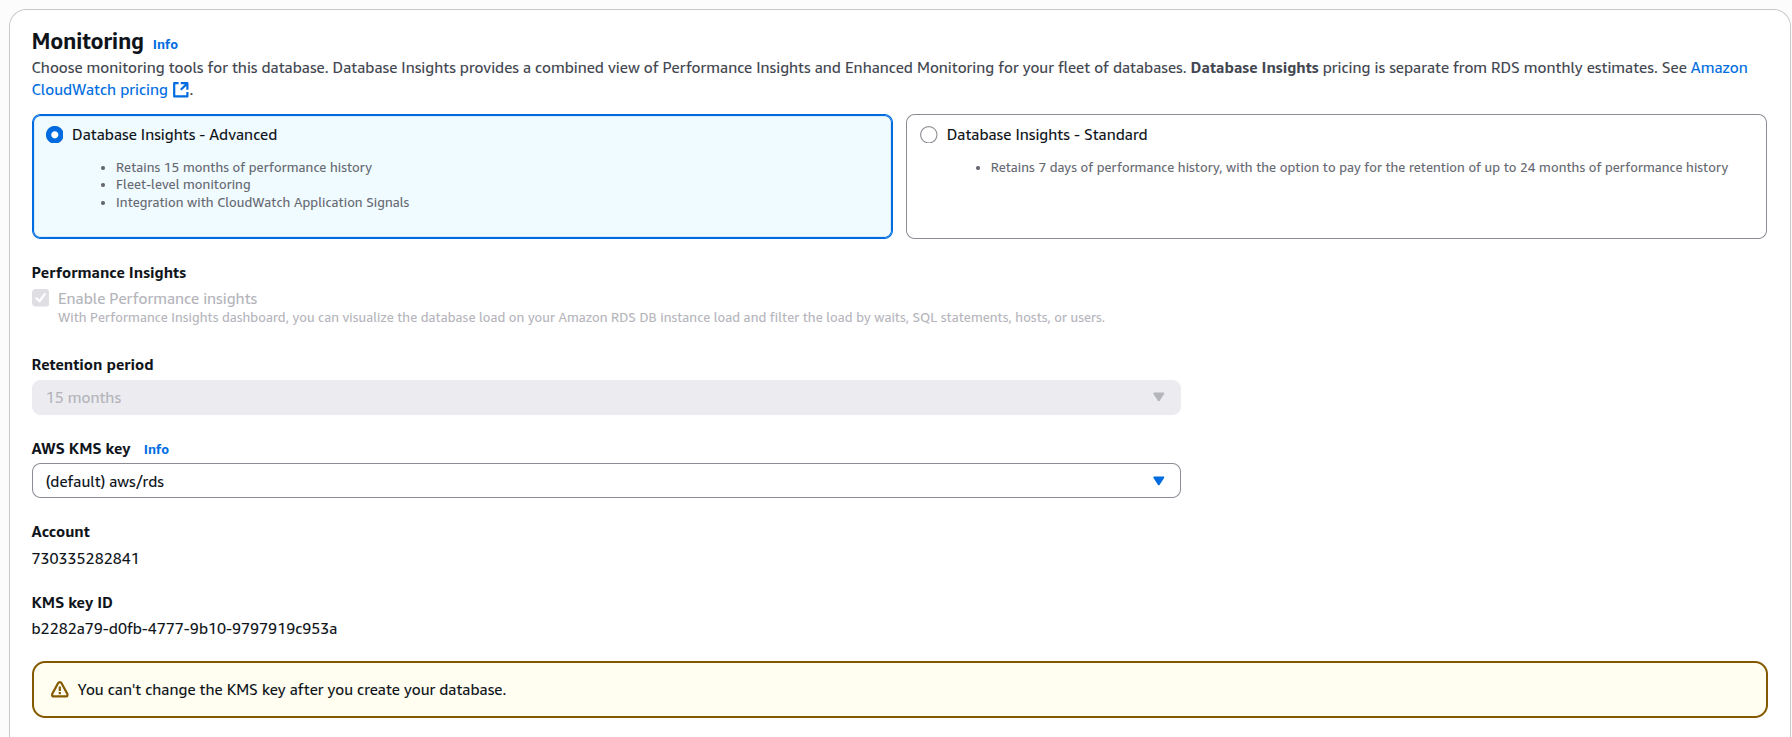 Monitoring Info
Choose monitoring tools for this database. Database Insights provides a combined view of Performance Insights and Enhanced Monitoring for your fleet of databases. Database Insights pricing is separate from RDS monthly estimates. See Amazon
CloudWatch pricing.
Database Insights - Advanced
• Retains 15 months of performance history
• Fleet-level monitoring
• Integration with CloudWatch Application Signals
Database Insights - Standard
• Retains 7 days of performance history, with the option to pay for the retention of up to 24 months of performance history
Performance Insights
Enable Performance insights
With Performance Insights dashboard, you can visualize the database load on your Amazon RDS DB instance load and filter the load by waits, SQL statements, hosts, or users.
Retention period
15 months
AWS KMS key Info
(default) aws/rds
Account
730335282841
KMS key ID
b2282a79-d0fb-4777-9b10-9797919c953a
You can't change the KMS key after you create your database.